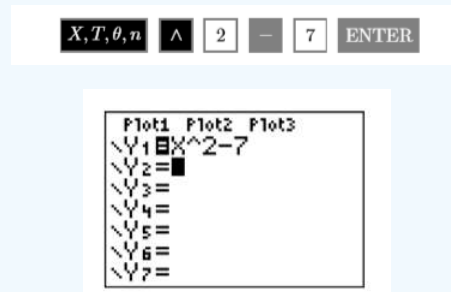 X,T,θ,n ∧ 2 − 7 ENTER
Plot1 Plot2 Plot3
\Y1=X^2-7
\Y2=
\Y3=
\Y4=
\Y5=
\Y6=
\Y7=